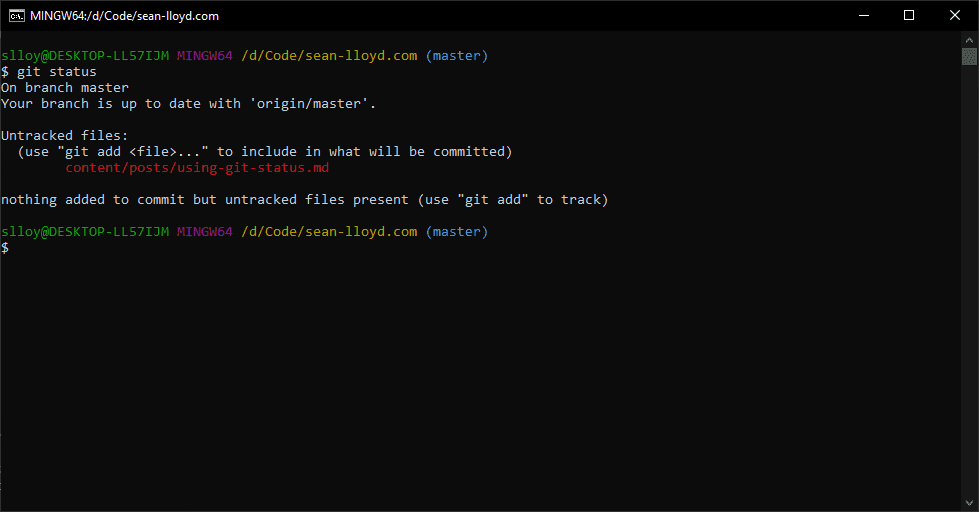 MINGW64:/d/Code/sean-lloyd.com
slloy@DESKTOP-LL57IJM MINGW64 /d/Code/sean-lloyd.com (master)
$ git status
On branch master
Your branch is up to date with 'origin/master'.
Untracked files:
  (use "git add <file>..." to include in what will be committed)
        content/posts/using-git-status.md
nothing added to commit but untracked files present (use "git add" to track)
slloy@DESKTOP-LL57IJM MINGW64 /d/Code/sean-lloyd.com (master)
$